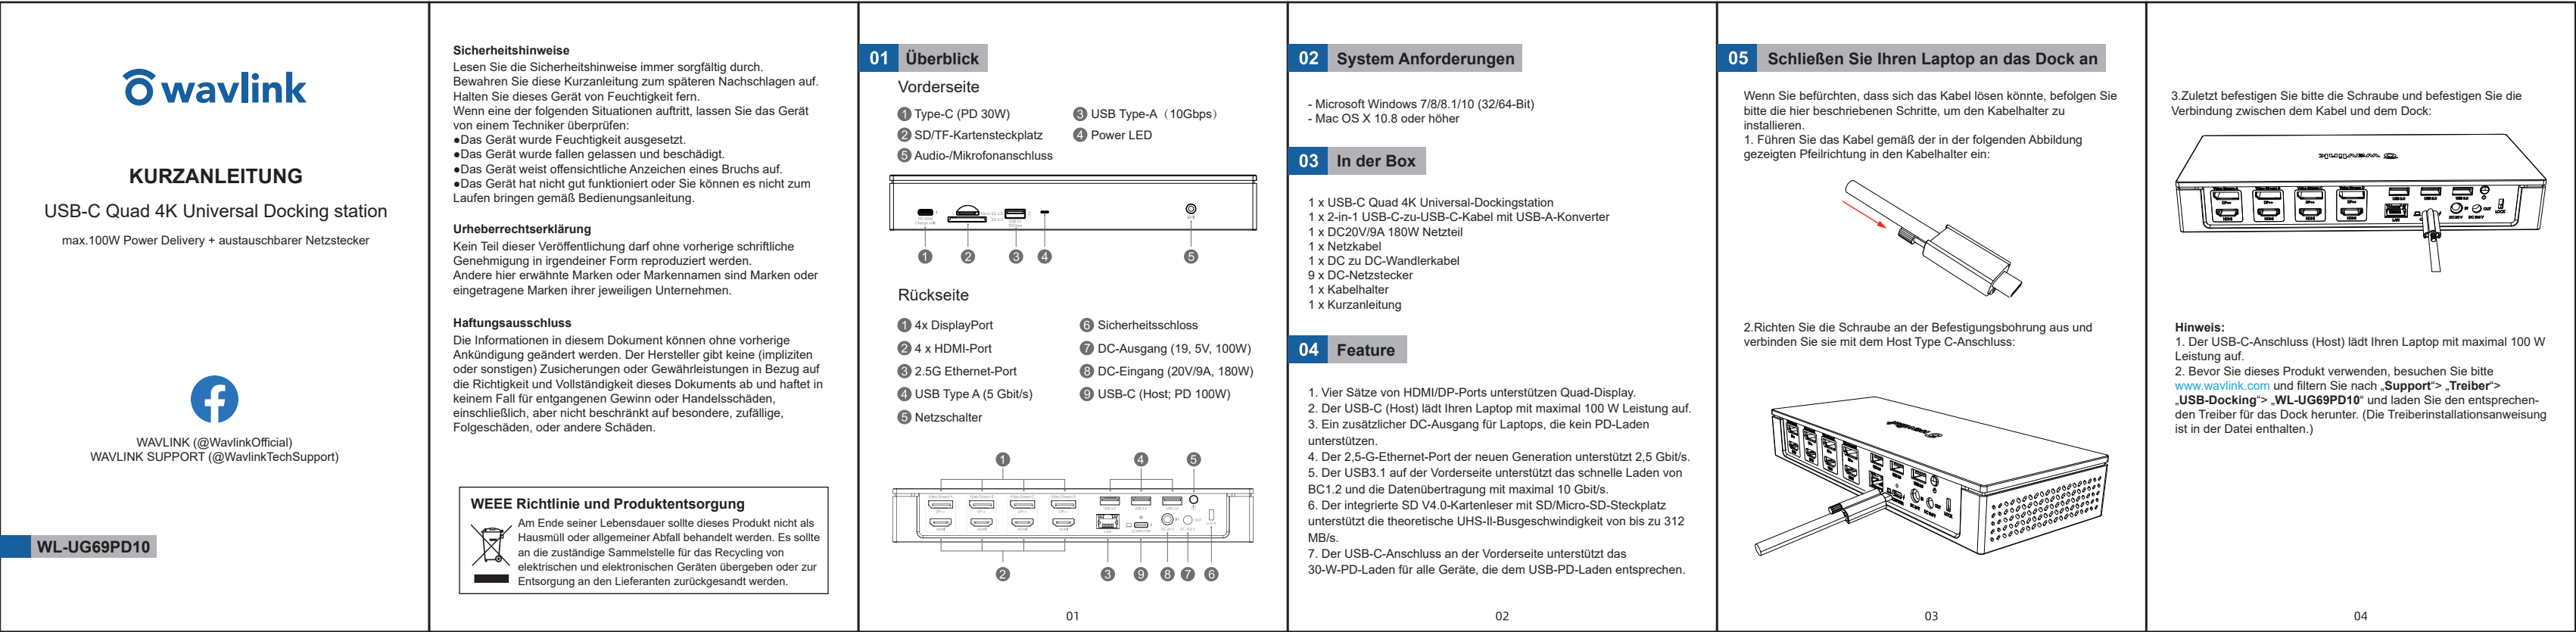 wavlink
KURZANLEITUNG
USB-C Quad 4K Universal Docking station
max.100W Power Delivery + austauschbarer Netzstecker
WAVLINK (@WavlinkOfficial)
WAVLINK SUPPORT (@WavlinkTechSupport)
WL-UG69PD10
Sicherheitshinweise
Lesen Sie die Sicherheitshinweise immer sorgfältig durch.
Bewahren Sie diese Kurzanleitung zum späteren Nachschlagen auf.
Halten Sie dieses Gerät von Feuchtigkeit fern.
Wenn eine der folgenden Situationen auftritt, lassen Sie das Gerät
von einem Techniker überprüfen:
●Das Gerät wurde Feuchtigkeit ausgesetzt.
●Das Gerät wurde fallen gelassen und beschädigt.
●Das Gerät weist offensichtliche Anzeichen eines Bruchs auf.
●Das Gerät hat nicht gut funktioniert oder Sie können es nicht zum
Laufen bringen gemäß Bedienungsanleitung.
Urheberrechtserklärung
Kein Teil dieser Veröffentlichung darf ohne vorherige schriftliche
Genehmigung in irgendeiner Form reproduziert werden.
Andere hier erwähnte Marken oder Markennamen sind Marken oder
eingetragene Marken ihrer jeweiligen Unternehmen.
Haftungsausschluss
Die Informationen in diesem Dokument können ohne vorherige
Ankündigung geändert werden. Der Hersteller gibt keine (impliziten
oder sonstigen) Zusicherungen oder Gewährleistungen in Bezug auf
die Richtigkeit und Vollständigkeit dieses Dokuments ab und haftet in
keinem Fall für entgangenen Gewinn oder Handelsschäden,
einschließlich, aber nicht beschränkt auf besondere, zufällige,
Folgeschäden, oder andere Schäden.
WEEE Richtlinie und Produktentsorgung
Am Ende seiner Lebensdauer sollte dieses Produkt nicht als
Hausmüll oder allgemeiner Abfall behandelt werden. Es sollte
an die zuständige Sammelstelle für das Recycling von
elektrischen und elektronischen Geräten übergeben oder zur
Entsorgung an den Lieferanten zurückgesandt werden.
01 Überblick
Vorderseite
1 Type-C (PD 30W)
3 USB Type-A（10Gbps）
2 SD/TF-Kartensteckplatz
4 Power LED
5 Audio-/Mikrofonanschluss
1 2 3 4 5
Rückseite
1 4x DisplayPort
6 Sicherheitsschloss
2 4 x HDMI-Port
7 DC-Ausgang (19, 5V, 100W)
3 2.5G Ethernet-Port
8 DC-Eingang (20V/9A, 180W)
4 USB Type A (5 Gbit/s)
9 USB-C (Host; PD 100W)
5 Netzschalter
1 4 5
2 3 9 8 7 6
01
02 System Anforderungen
- Microsoft Windows 7/8/8.1/10 (32/64-Bit)
- Mac OS X 10.8 oder höher
03 In der Box
1 x USB-C Quad 4K Universal-Dockingstation
1 x 2-in-1 USB-C-zu-USB-C-Kabel mit USB-A-Konverter
1 x DC20V/9A 180W Netzteil
1 x Netzkabel
1 x DC zu DC-Wandlerkabel
9 x DC-Netzstecker
1 x Kabelhalter
1 x Kurzanleitung
04 Feature
1. Vier Sätze von HDMI/DP-Ports unterstützen Quad-Display.
2. Der USB-C (Host) lädt Ihren Laptop mit maximal 100 W Leistung auf.
3. Ein zusätzlicher DC-Ausgang für Laptops, die kein PD-Laden
unterstützen.
4. Der 2,5-G-Ethernet-Port der neuen Generation unterstützt 2,5 Gbit/s.
5. Der USB3.1 auf der Vorderseite unterstützt das schnelle Laden von
BC1.2 und die Datenübertragung mit maximal 10 Gbit/s.
6. Der integrierte SD V4.0-Kartenleser mit SD/Micro-SD-Steckplatz
unterstützt die theoretische UHS-II-Busgeschwindigkeit von bis zu 312
MB/s.
7. Der USB-C-Anschluss an der Vorderseite unterstützt das
30-W-PD-Laden für alle Geräte, die dem USB-PD-Laden entsprechen.
02
05 Schließen Sie Ihren Laptop an das Dock an
Wenn Sie befürchten, dass sich das Kabel lösen könnte, befolgen Sie
bitte die hier beschriebenen Schritte, um den Kabelhalter zu
installieren.
1. Führen Sie das Kabel gemäß der in der folgenden Abbildung
gezeigten Pfeilrichtung in den Kabelhalter ein:
2.Richten Sie die Schraube an der Befestigungsbohrung aus und
verbinden Sie sie mit dem Host Type C-Anschluss:
03
3.Zuletzt befestigen Sie bitte die Schraube und befestigen Sie die
Verbindung zwischen dem Kabel und dem Dock:
Hinweis:
1. Der USB-C-Anschluss (Host) lädt Ihren Laptop mit maximal 100 W
Leistung auf.
2. Bevor Sie dieses Produkt verwenden, besuchen Sie bitte
www.wavlink.com und filtern Sie nach „Support“> „Treiber“>
„USB-Docking“> „WL-UG69PD10“ und laden Sie den entsprechen-
den Treiber für das Dock herunter. (Die Treiberinstallationsanweisung
ist in der Datei enthalten.)
04